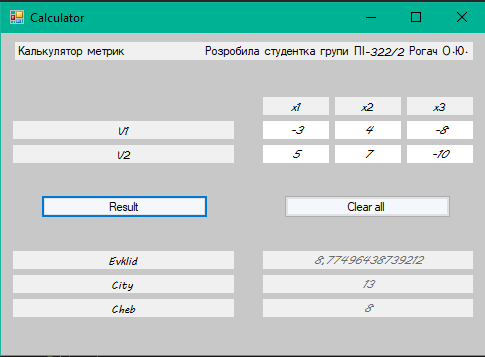 Calculator
Калькулятор метрик Розробила студентка групи ПІ-322/2 Рогач О.Ю.
x1 x2 x3
V1 -3 4 -8
V2 5 7 -10
Result Clear all
Evklid 8,77496438739212
City 13
Cheb 8